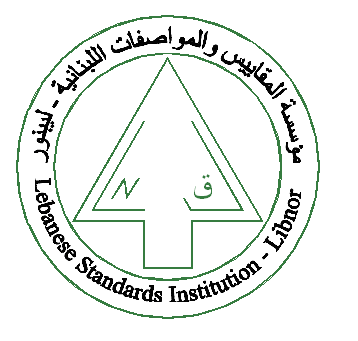 مؤسسة المقاييس والمواصفات اللبنانية - ليبنور
N ق
Lebanese Standards Institution - Libnor